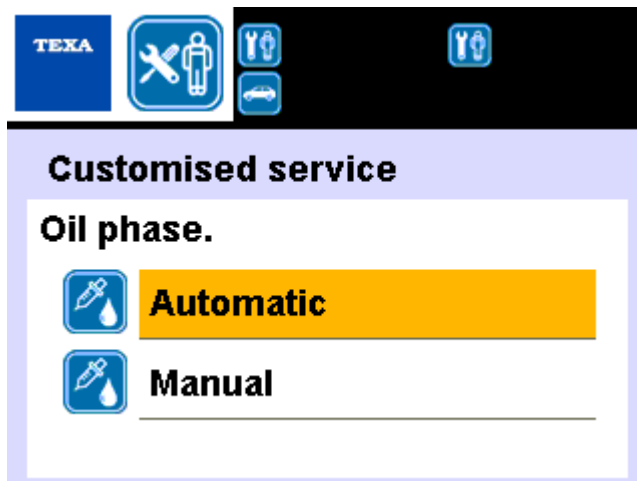 TEXA
Customised service
Oil phase.
Automatic
Manual